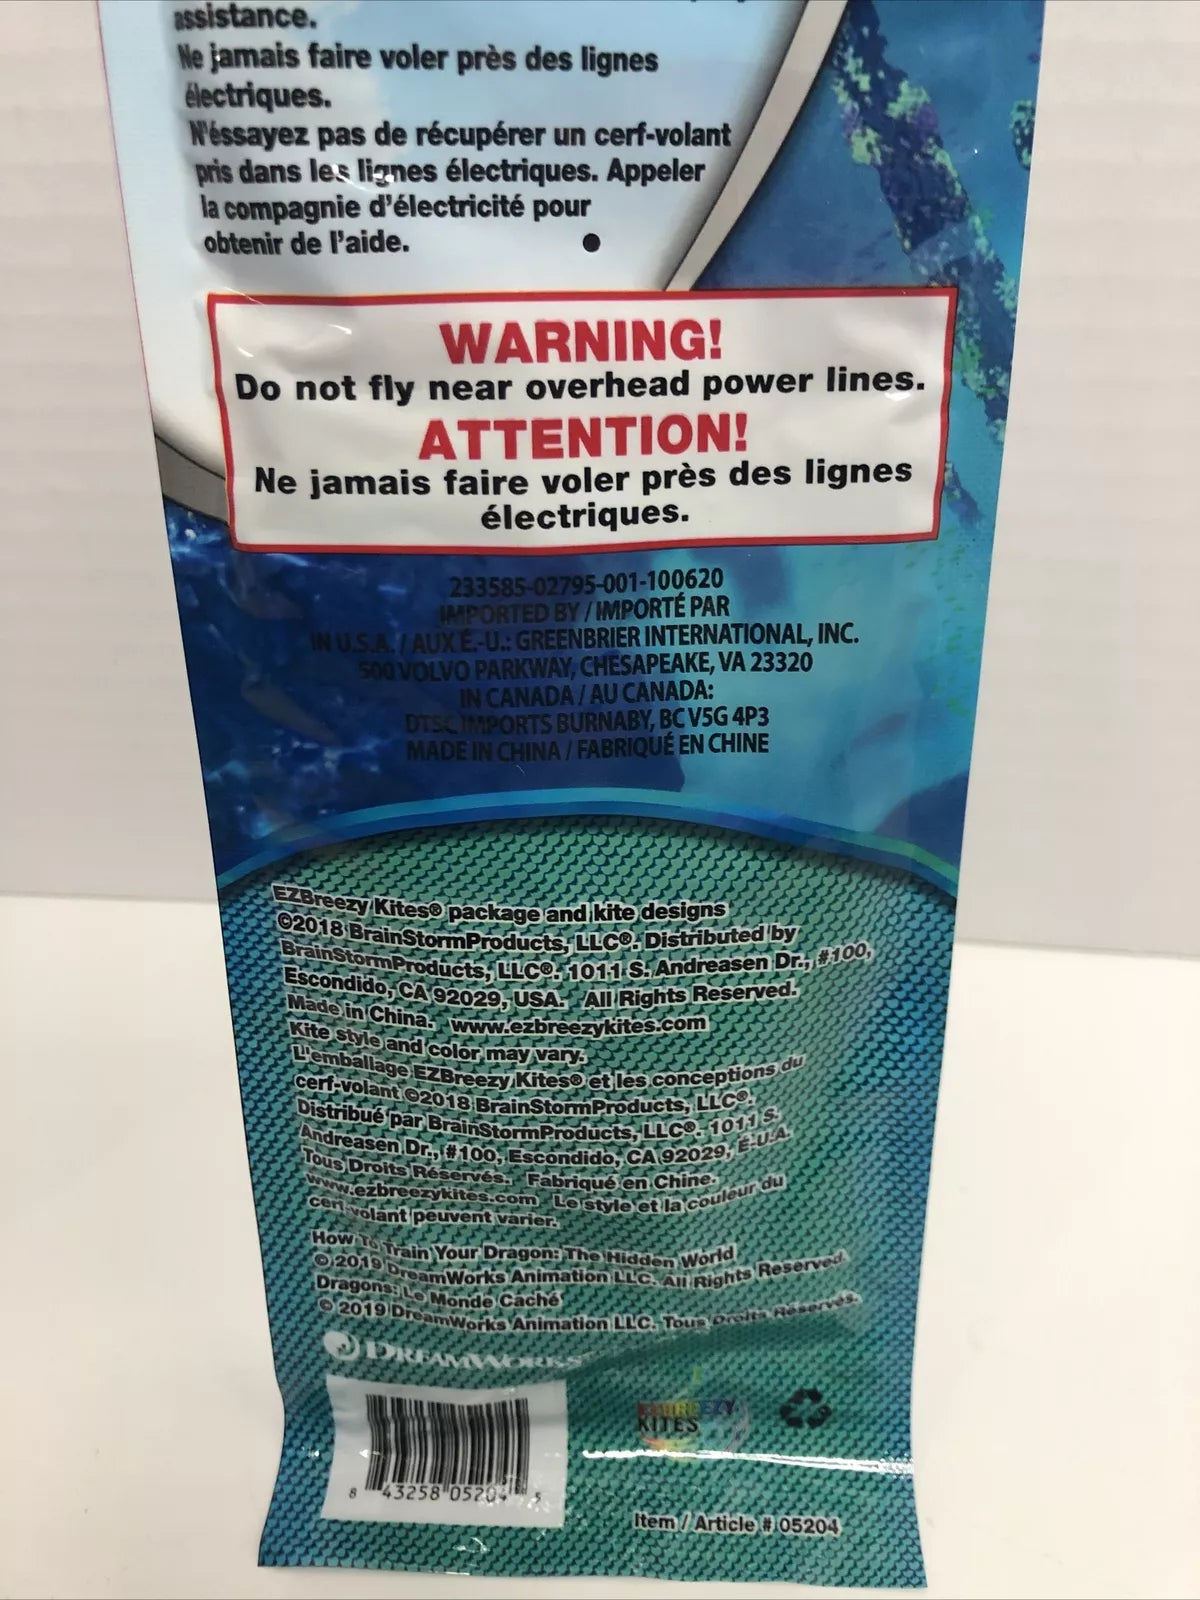 assistance.
Ne jamais faire voler près des lignes
électriques.
N'éssayez pas de récupérer un cerf-volant
pris dans les lignes électriques. Appeler
la compagnie d'électricité pour
obtenir de l'aide.
WARNING!
Do not fly near overhead power lines.
ATTENTION!
Ne jamais faire voler près des lignes
électriques.
233585-02795-001-100620
IMPORTED BY / IMPORTÉ PAR
IN U.S.A. / AUX É.-U.: GREENBRIER INTERNATIONAL, INC.
500 VOLVO PARKWAY, CHESAPEAKE, VA 23320
IN CANADA / AU CANADA:
DTSC IMPORTS BURNABY, BC V5G 4P3
MADE IN CHINA / FABRIQUÉ EN CHINE
EZBreezy Kites® package and kite designs
©2018 BrainStormProducts, LLC®. Distributed by
BrainStormProducts, LLC®. 1011 S. Andreasen Dr., #100,
Escondido, CA 92029, USA. All Rights Reserved.
Made in China. www.ezbreezykites.com
Kite style and color may vary.
L'emballage EZBreezy Kites® et les conceptions du
cerf-volant ©2018 BrainStormProducts, LLC®.
Distribué par BrainStormProducts, LLC®. 1011 S.
Andreasen Dr., #100, Escondido, CA 92029, É-U.A.
Tous Droits Réservés. Fabriqué en Chine.
www.ezbreezykites.com Le style et la couleur du
cerf-volant peuvent varier.
How To Train Your Dragon: The Hidden World
© 2019 DreamWorks Animation LLC. All Rights Reserved.
Dragons: Le Monde Caché
© 2019 DreamWorks Animation LLC. Tous Droits Réservés.
DREAMWORKS
EZBREEZY
KITES
8 43258 05204 5
Item / Article # 05204